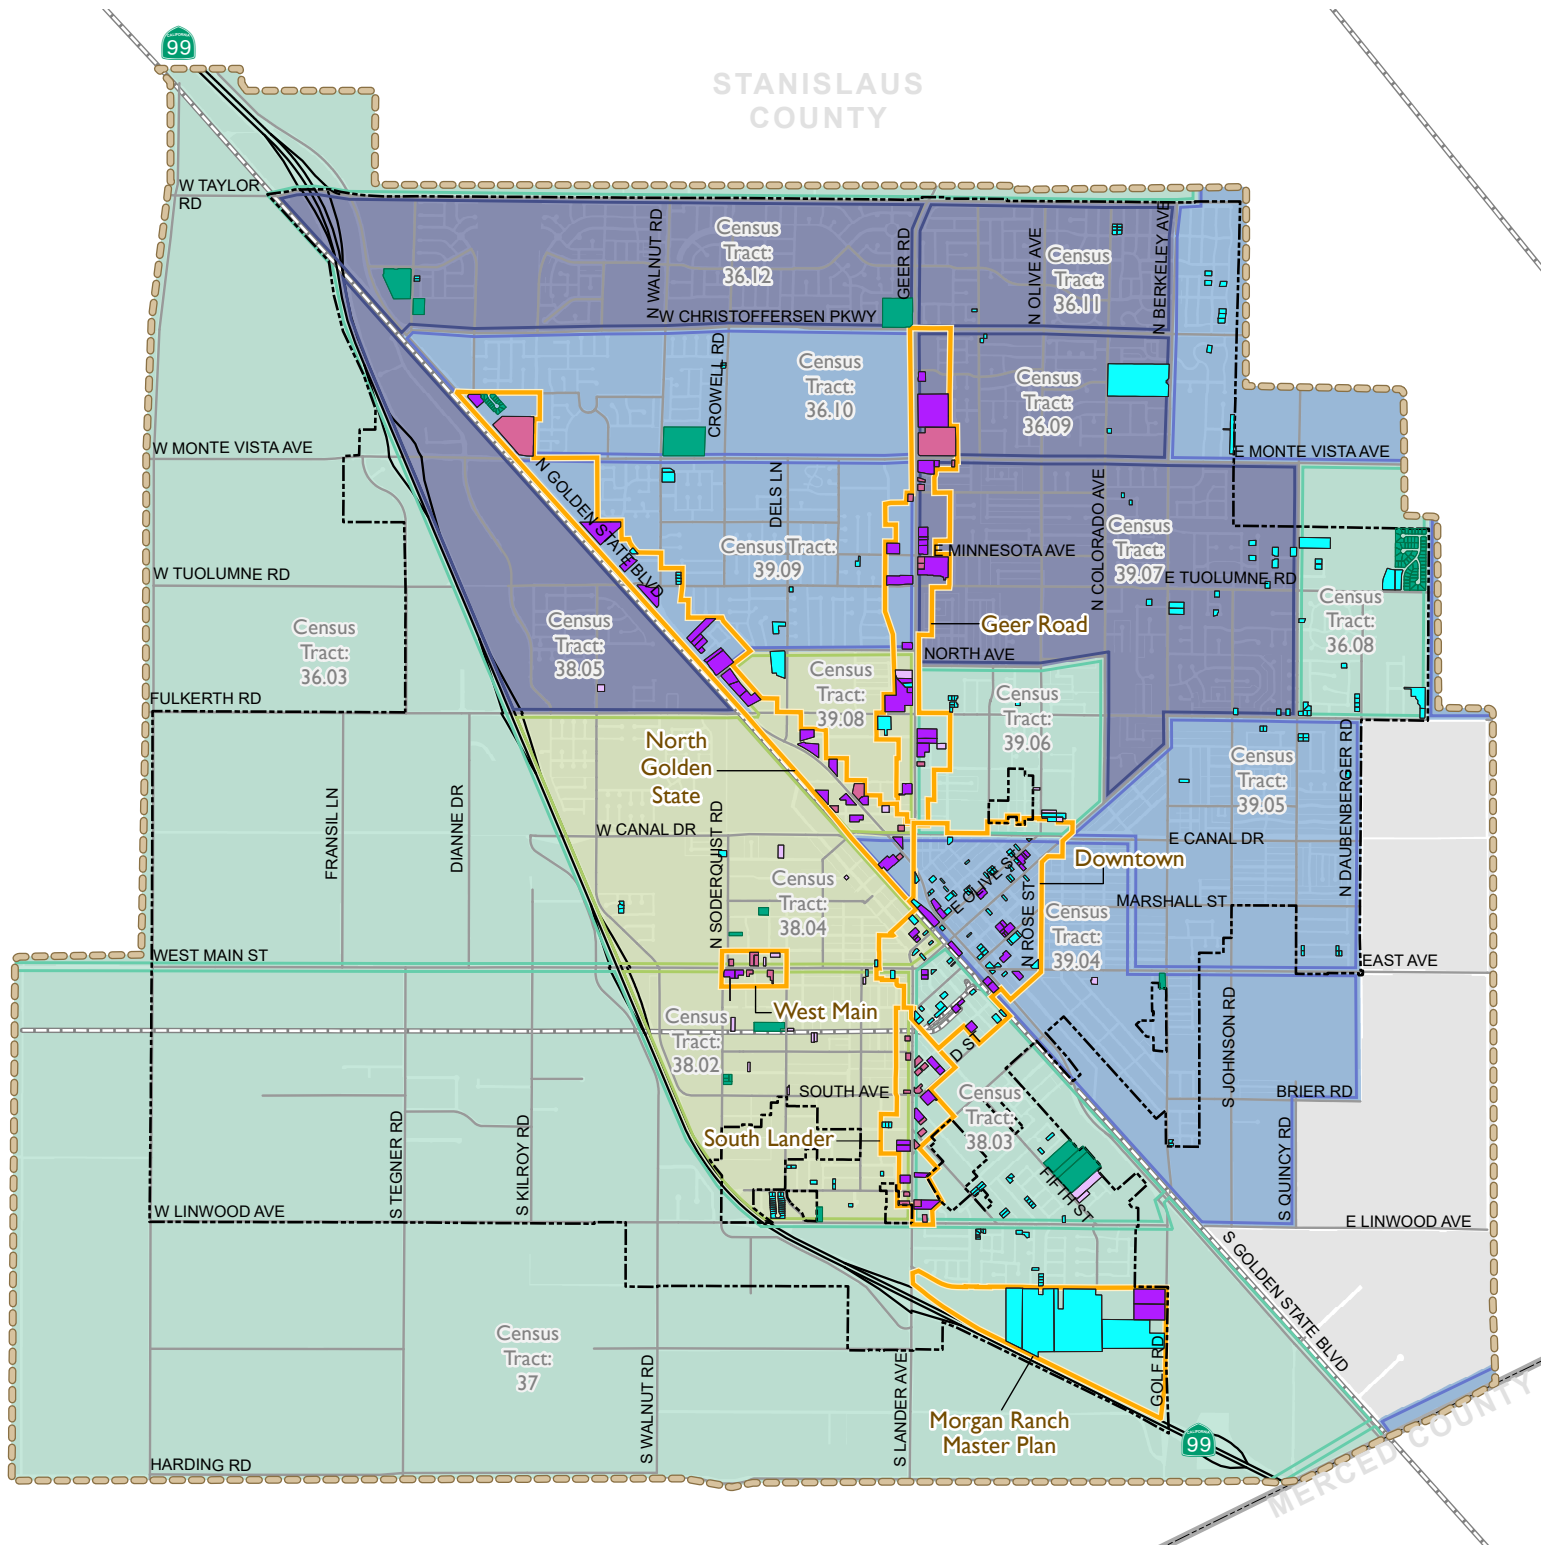 CALIFORNIA
99
STANISLAUS
COUNTY
W TAYLOR
RD
N WALNUT RD
Census
Tract:
36.12
GEER RD
N OLIVE AVE
Census
Tract:
36.11
N BERKELEY AVE
W CHRISTOFFERSEN PKWY
CROWELL RD
Census
Tract:
36.10
Census
Tract:
36.09
W MONTE VISTA AVE
E MONTE VISTA AVE
N GOLDEN STATE BLVD
DELS LN
Census Tract:
39.09
E MINNESOTA AVE
N COLORADO AVE
Census
Tract:
39.07
E TUOLUMNE RD
W TUOLUMNE RD
Census
Tract:
36.03
Census
Tract:
38.05
Geer Road
Census
Tract:
36.08
NORTH AVE
FULKERTH RD
Census
Tract:
39.08
Census
Tract:
39.06
North
Golden
State
Census
Tract:
39.05
N DAUBENBERGER RD
FRANSIL LN
DIANNE DR
W CANAL DR
N SODERQUIST RD
E CANAL DR
Downtown
E OLIVE ST
N ROSE ST
Census
Tract:
38.04
MARSHALL ST
Census
Tract:
39.04
WEST MAIN ST
EAST AVE
West Main
Census
Tract:
38.02
D ST
S JOHNSON RD
SOUTH AVE
BRIER RD
Census
Tract:
38.03
South Lander
S STEGNER RD
S KILROY RD
FIFTH ST
S QUINCY RD
W LINWOOD AVE
E LINWOOD AVE
S GOLDEN STATE BLVD
Census
Tract:
37
S WALNUT RD
S LANDER AVE
GOLF RD
Morgan Ranch
Master Plan
CALIFORNIA
99
HARDING RD
MERCED COUNTY